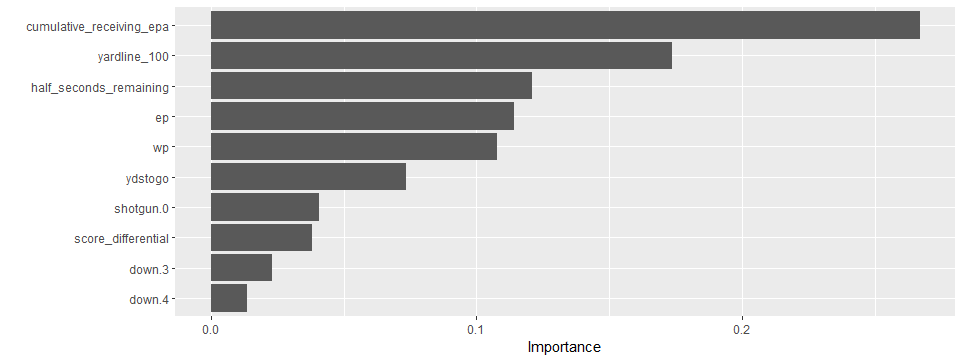 cumulative_receiving_epa
yardline_100
half_seconds_remaining
ep
wp
ydstogo
shotgun.0
score_differential
down.3
down.4
0.0 0.1 0.2
Importance